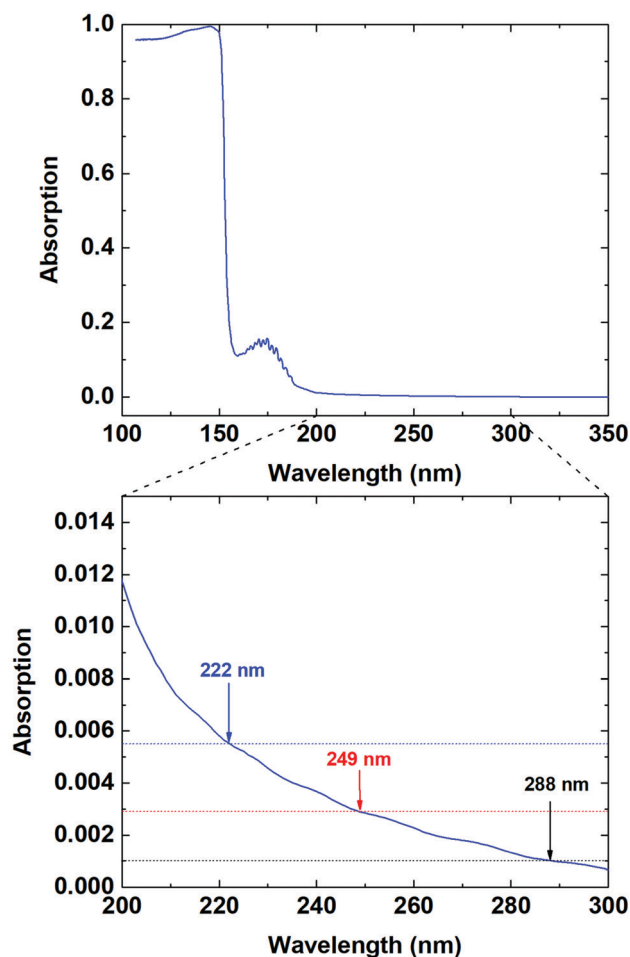 1.0
0.8
0.6
0.4
0.2
0.0
Absorption
100 150 200 250 300 350
Wavelength (nm)
0.014
0.012
0.010
0.008
0.006
0.004
0.002
0.000
Absorption
222 nm
249 nm
288 nm
200 220 240 260 280 300
Wavelength (nm)